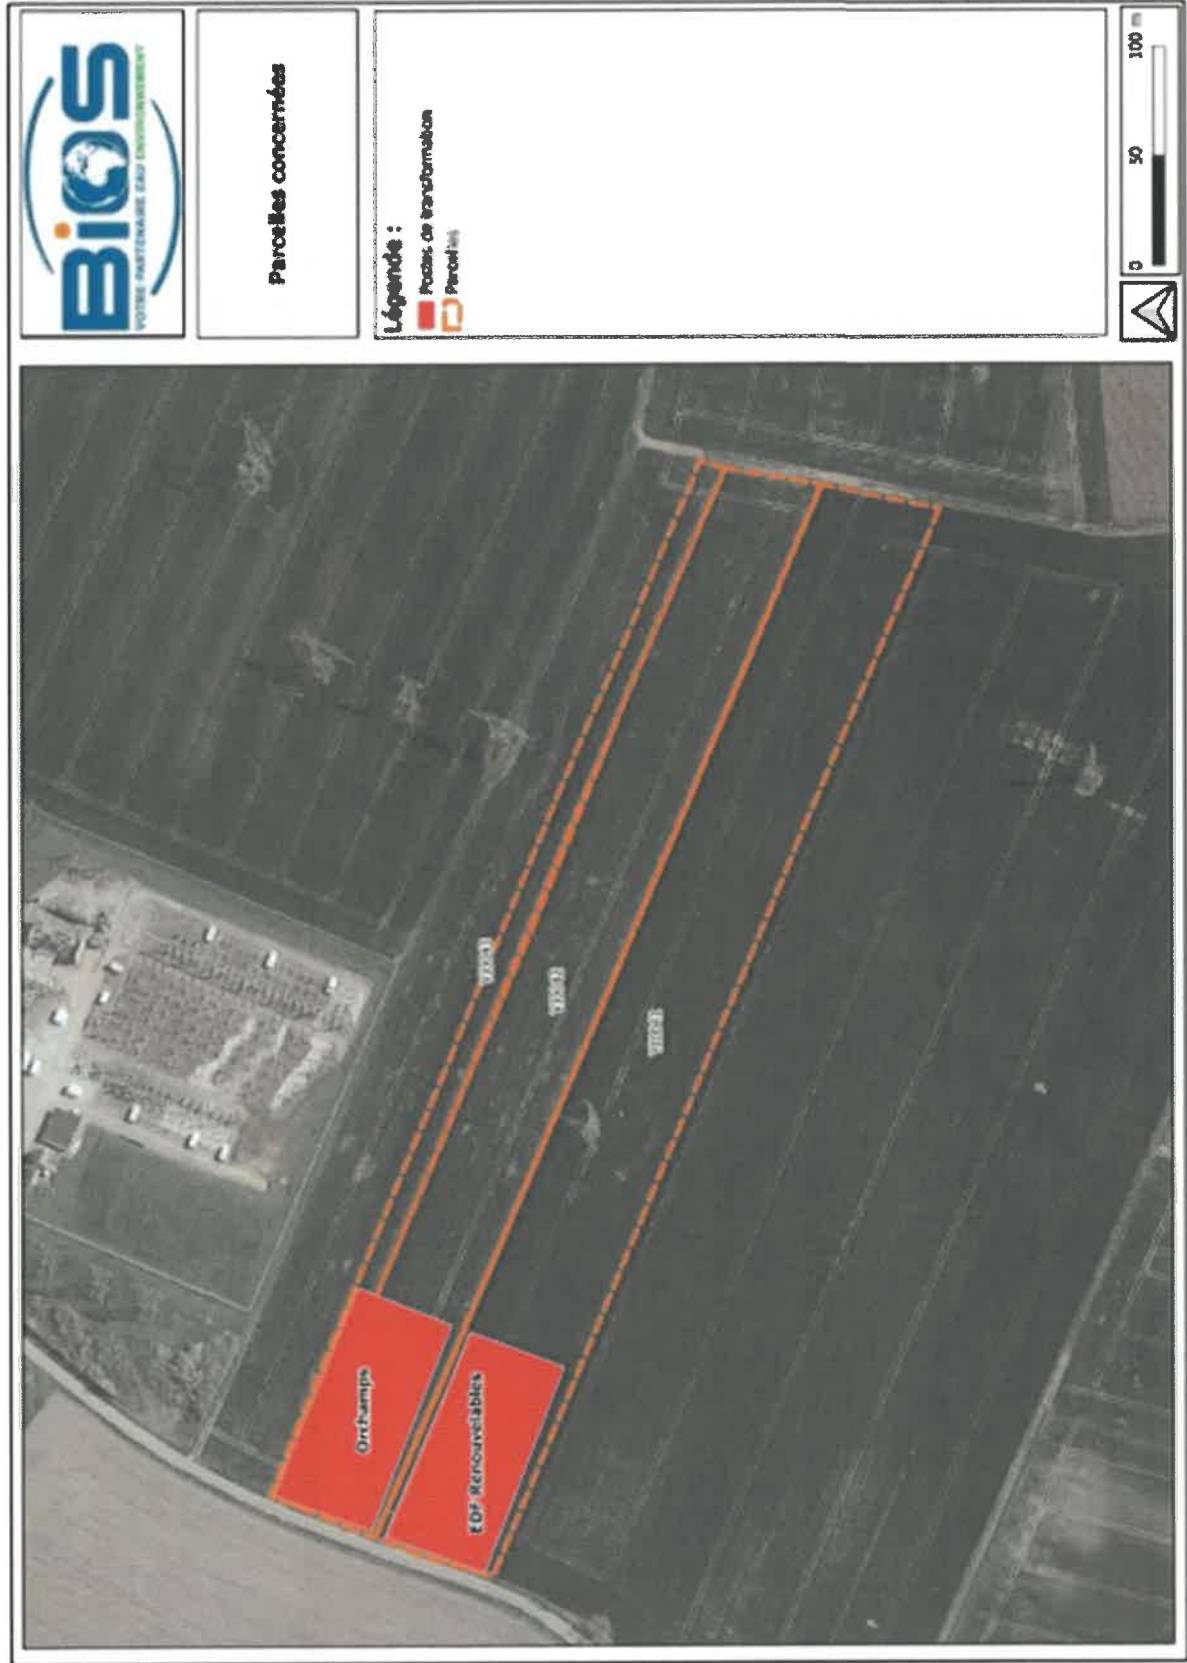 BIOS
VOTRE PARTENAIRE EAU ENVIRONNEMENT
Parcelles concernées
Légende :
Postes de transformation
Parcelles
0 50 100 m
Orchamps
EDF Renouvelables